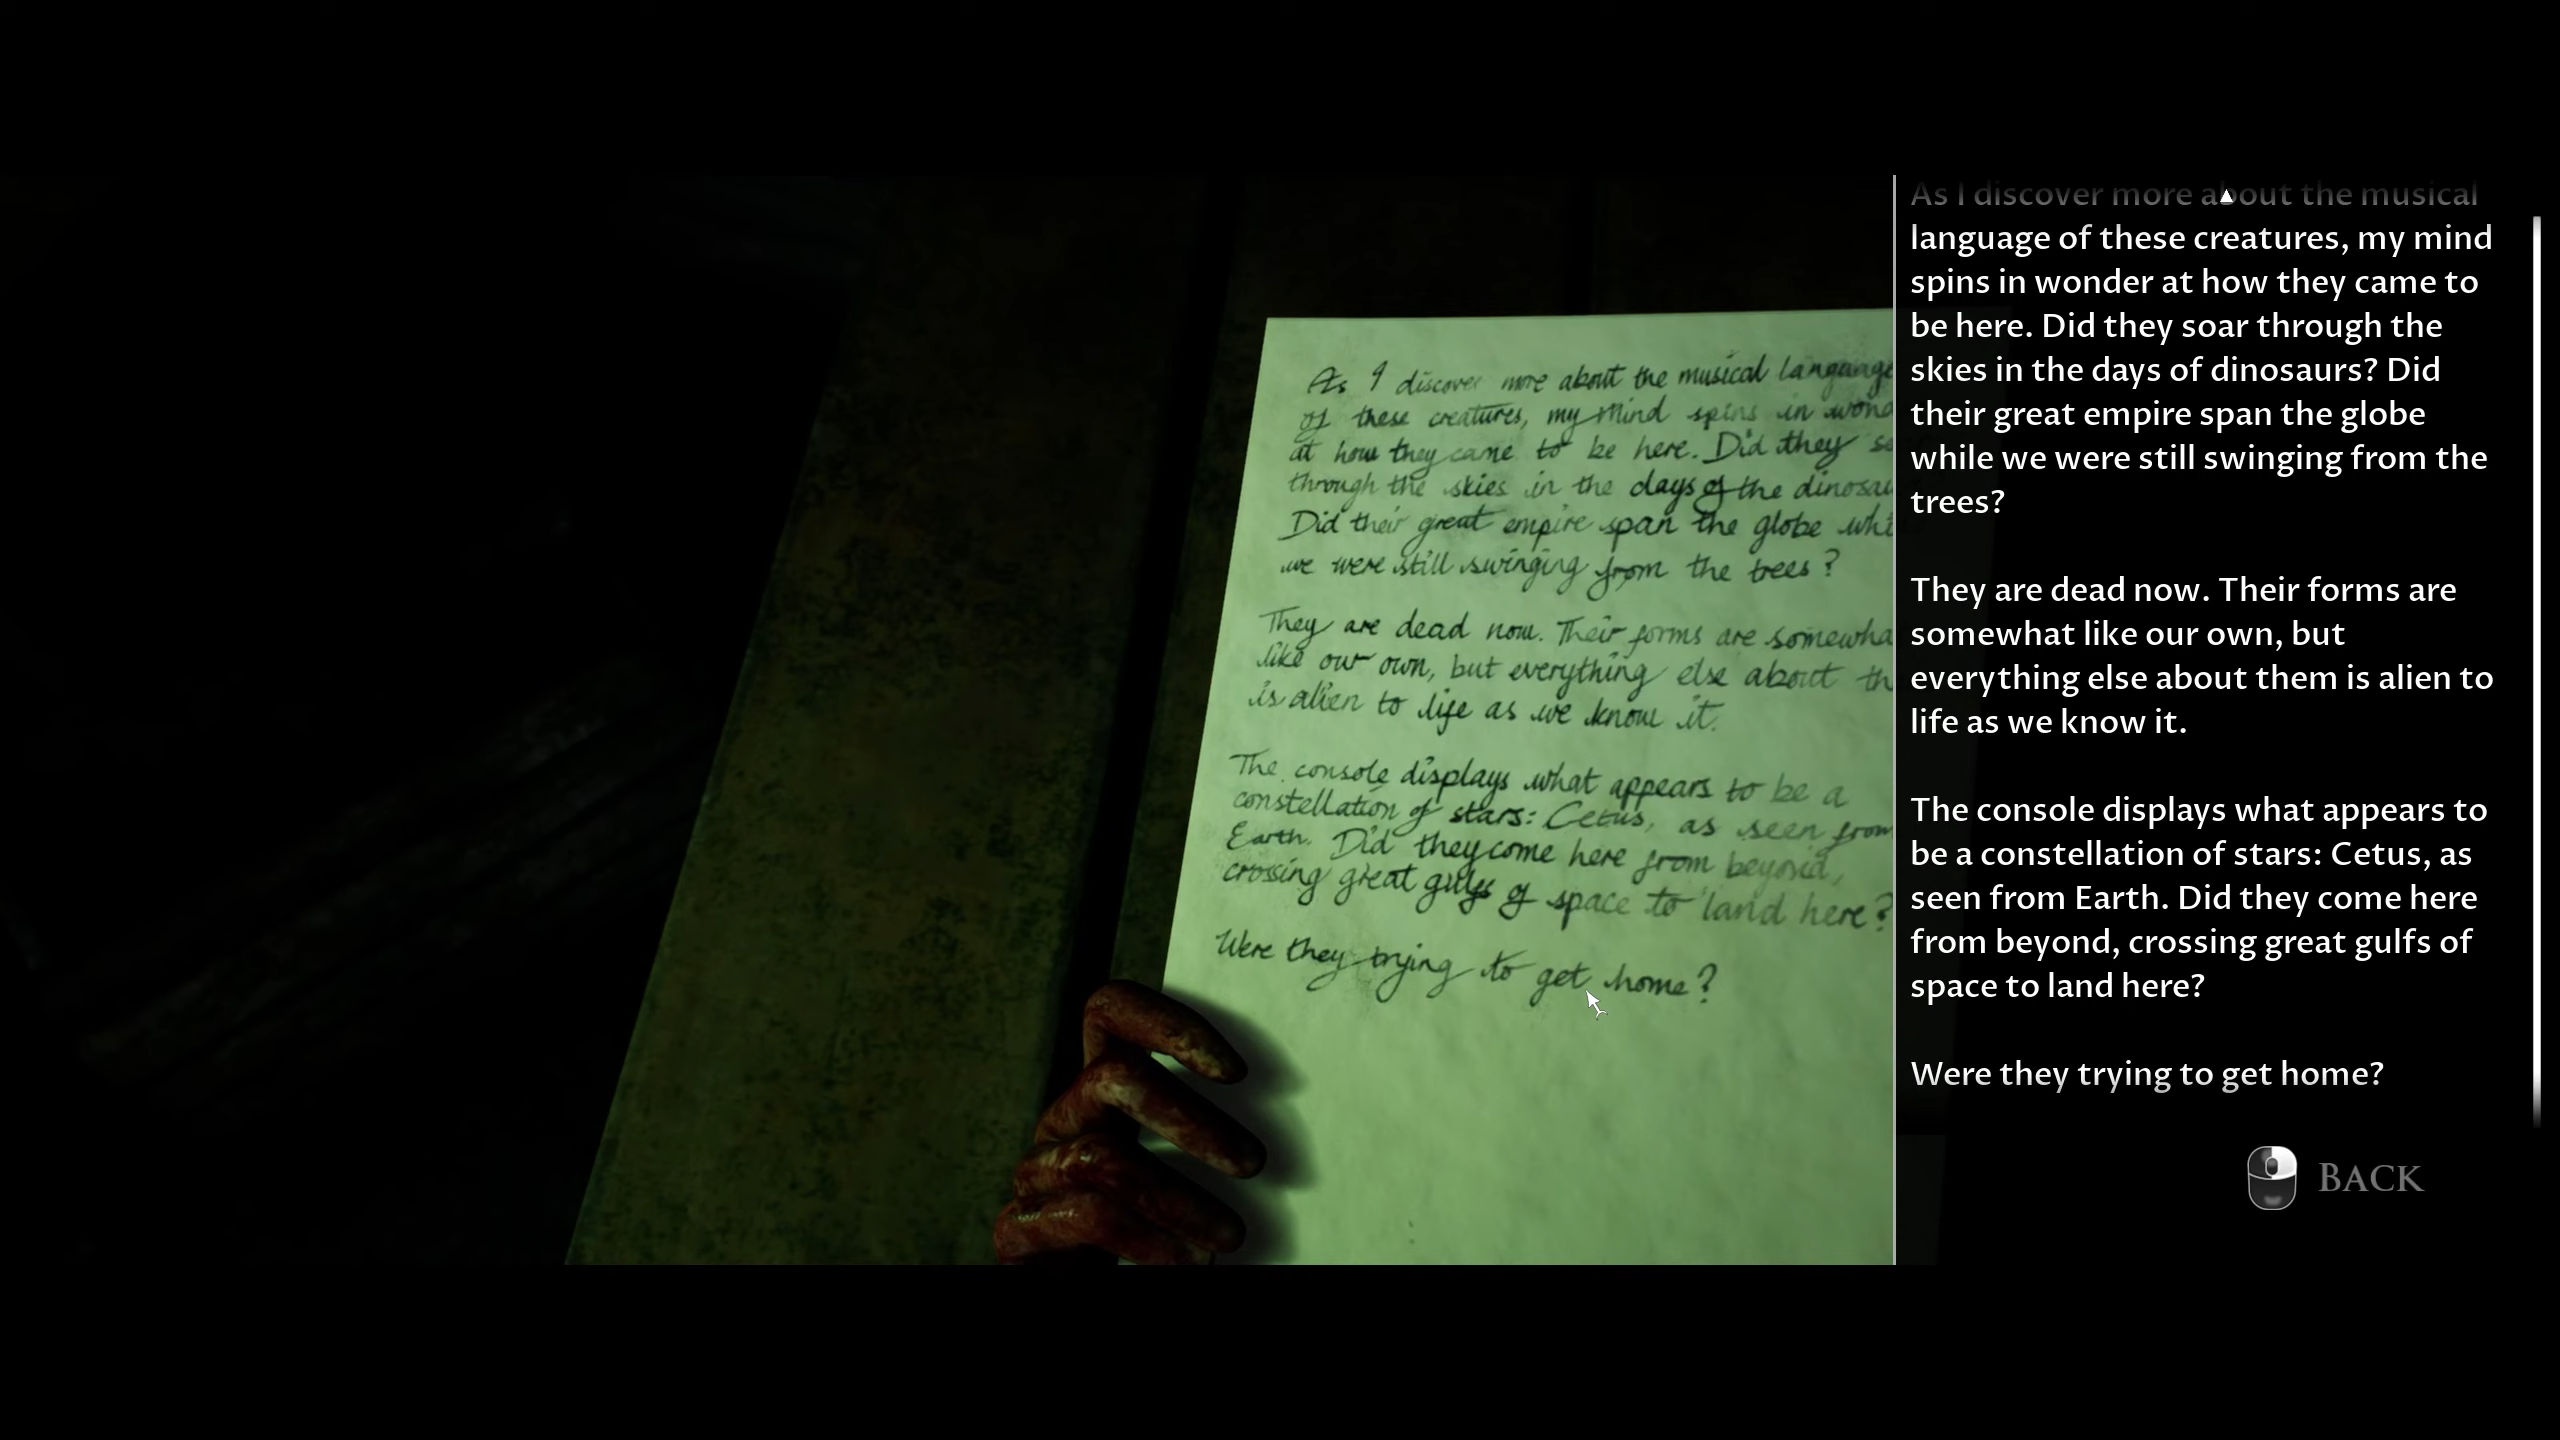 As I discover more about the musical language
of these creatures, my mind spins in
at how they came to be here. Did they
through the skies in the days of the
Did their great empire span the globe
we were still swinging from the trees?
They are dead now. Their forms are
like our own, but everything else about
is alien to life as we know it.
The console displays what appears to be a
constellation of stars: Cetus, as seen from
Earth. Did they come here from beyond,
crossing great gulfs of space to land here?
Were they trying to get home?
As I discover more about the musical
language of these creatures, my mind
spins in wonder at how they came to
be here. Did they soar through the
skies in the days of dinosaurs? Did
their great empire span the globe
while we were still swinging from the
trees?
They are dead now. Their forms are
somewhat like our own, but
everything else about them is alien to
life as we know it.
The console displays what appears to
be a constellation of stars: Cetus, as
seen from Earth. Did they come here
from beyond, crossing great gulfs of
space to land here?
Were they trying to get home?
BACK